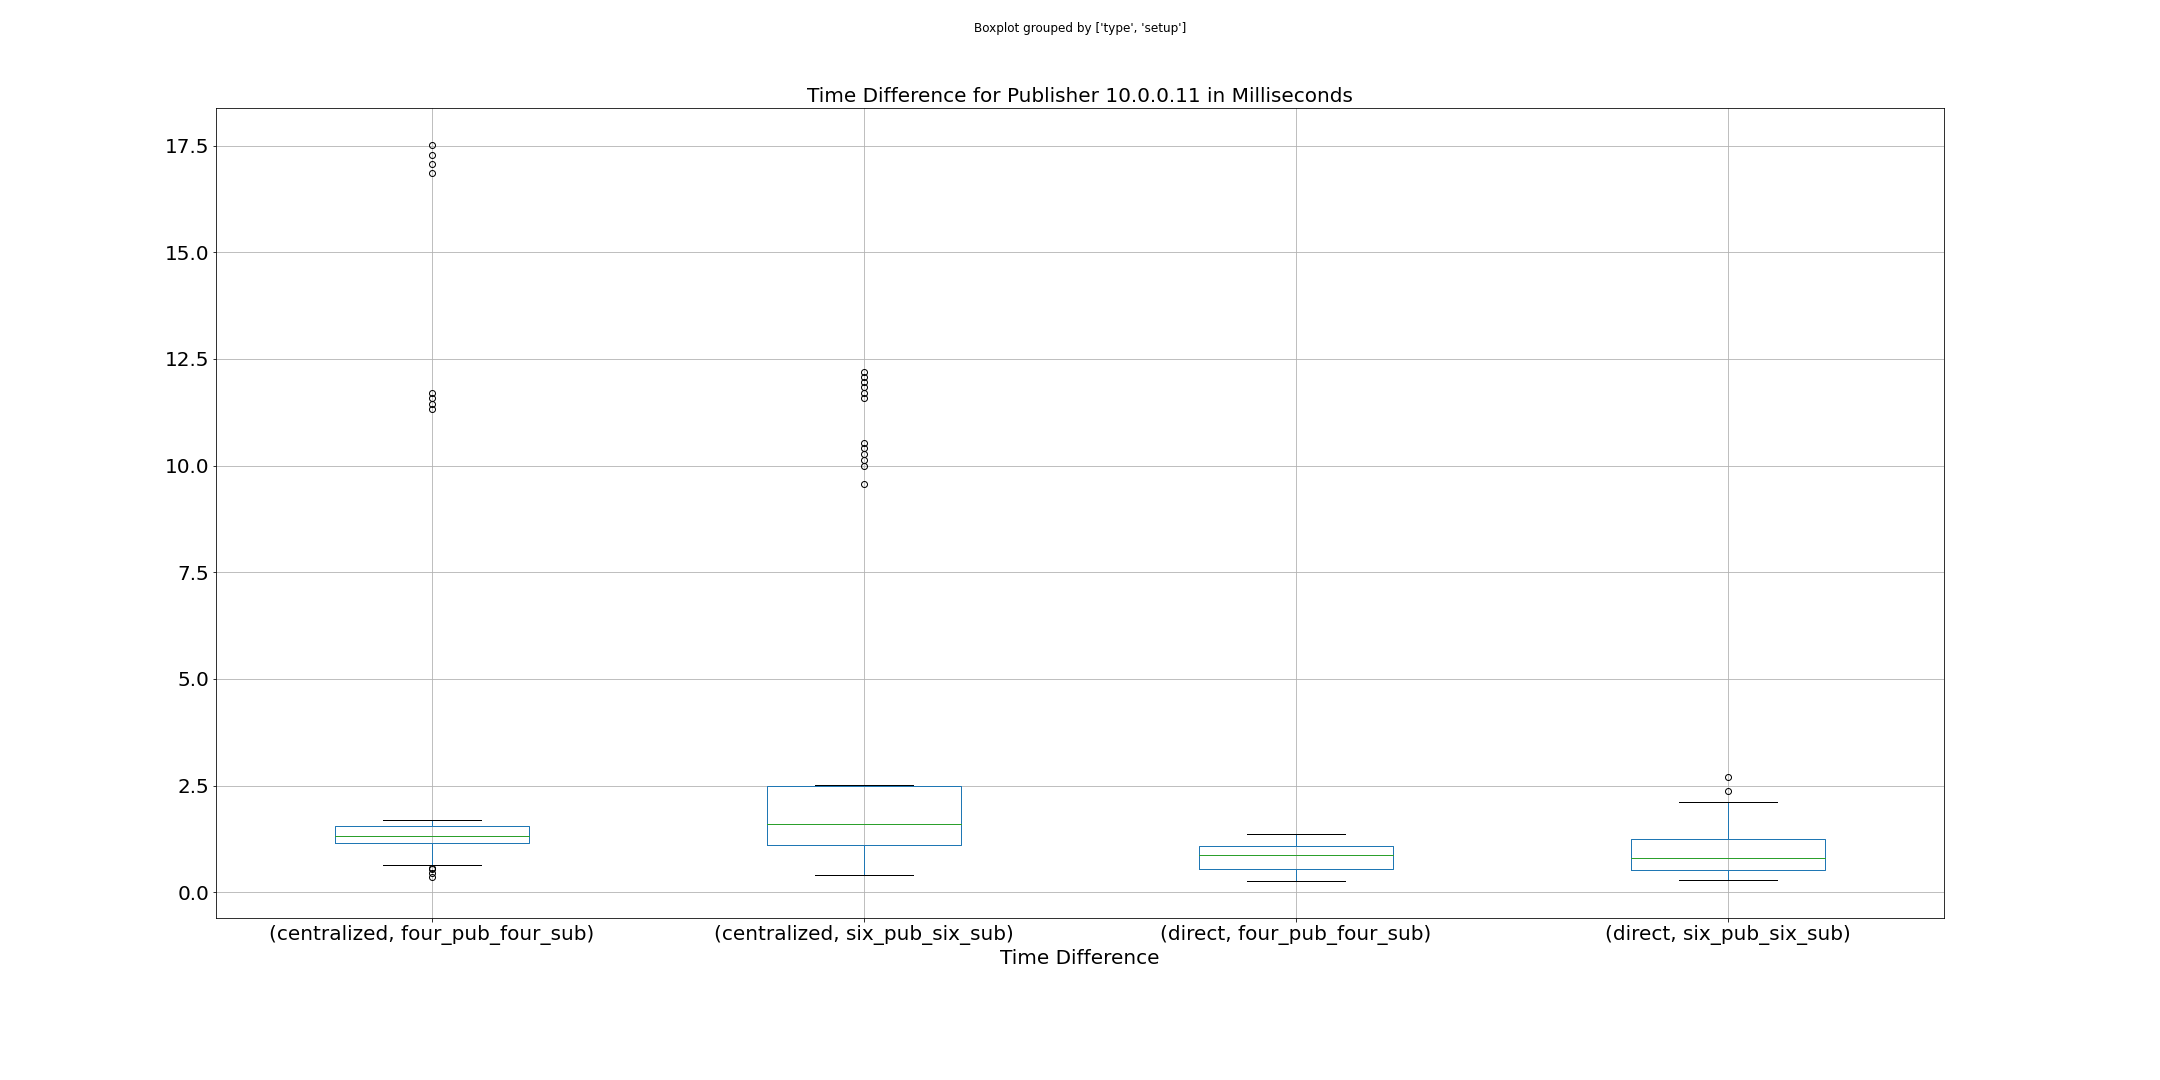 Boxplot grouped by ['type', 'setup']
Time Difference for Publisher 10.0.0.11 in Milliseconds
17.5
15.0
12.5
10.0
7.5
5.0
2.5
0.0
(centralized, four_pub_four_sub) (centralized, six_pub_six_sub) (direct, four_pub_four_sub) (direct, six_pub_six_sub)
Time Difference